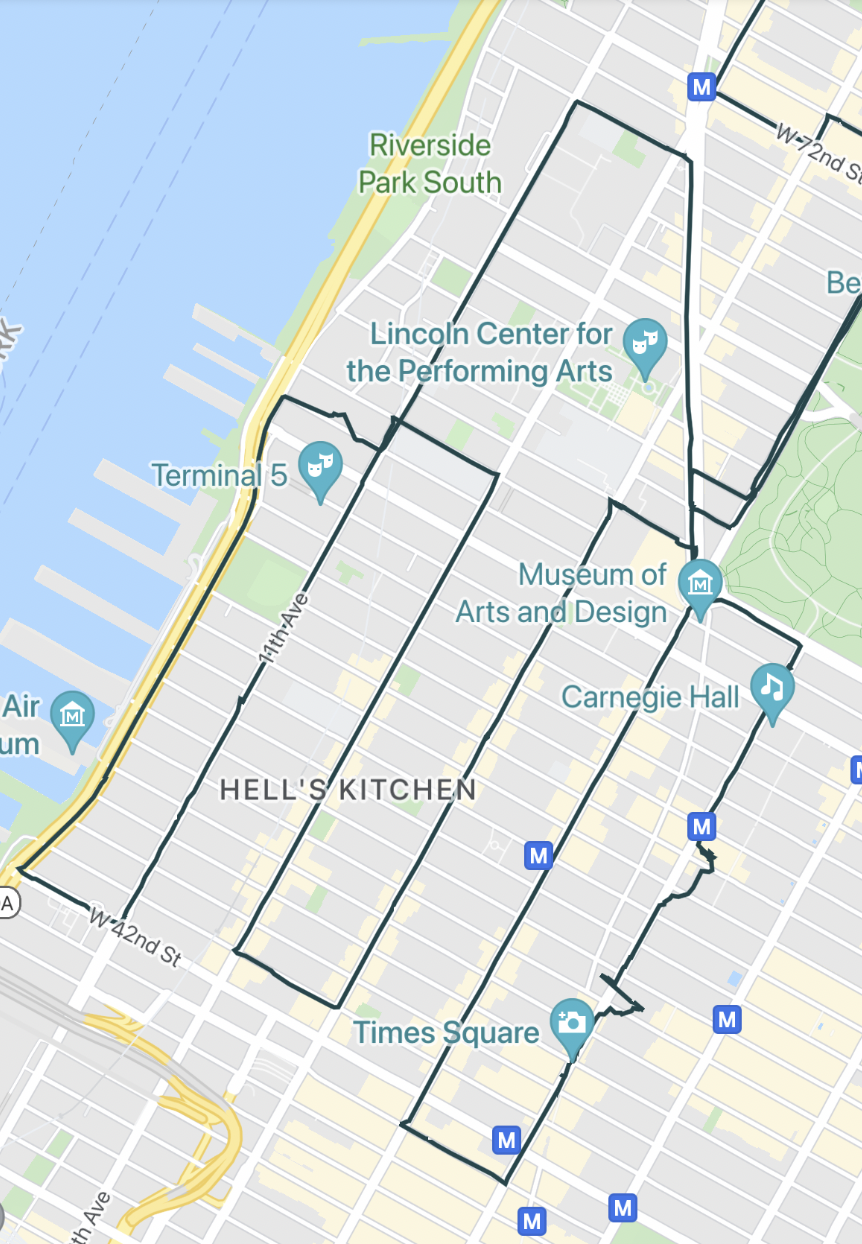 M
W 72nd St
Riverside
Park South
Be
RK
Lincoln Center for
the Performing Arts
Terminal 5
Museum of
Arts and Design
11th Ave
Carnegie Hall
Air
um
M
HELL'S KITCHEN
M
M
A
W 42nd St
Times Square
M
M
M
M
th Ave